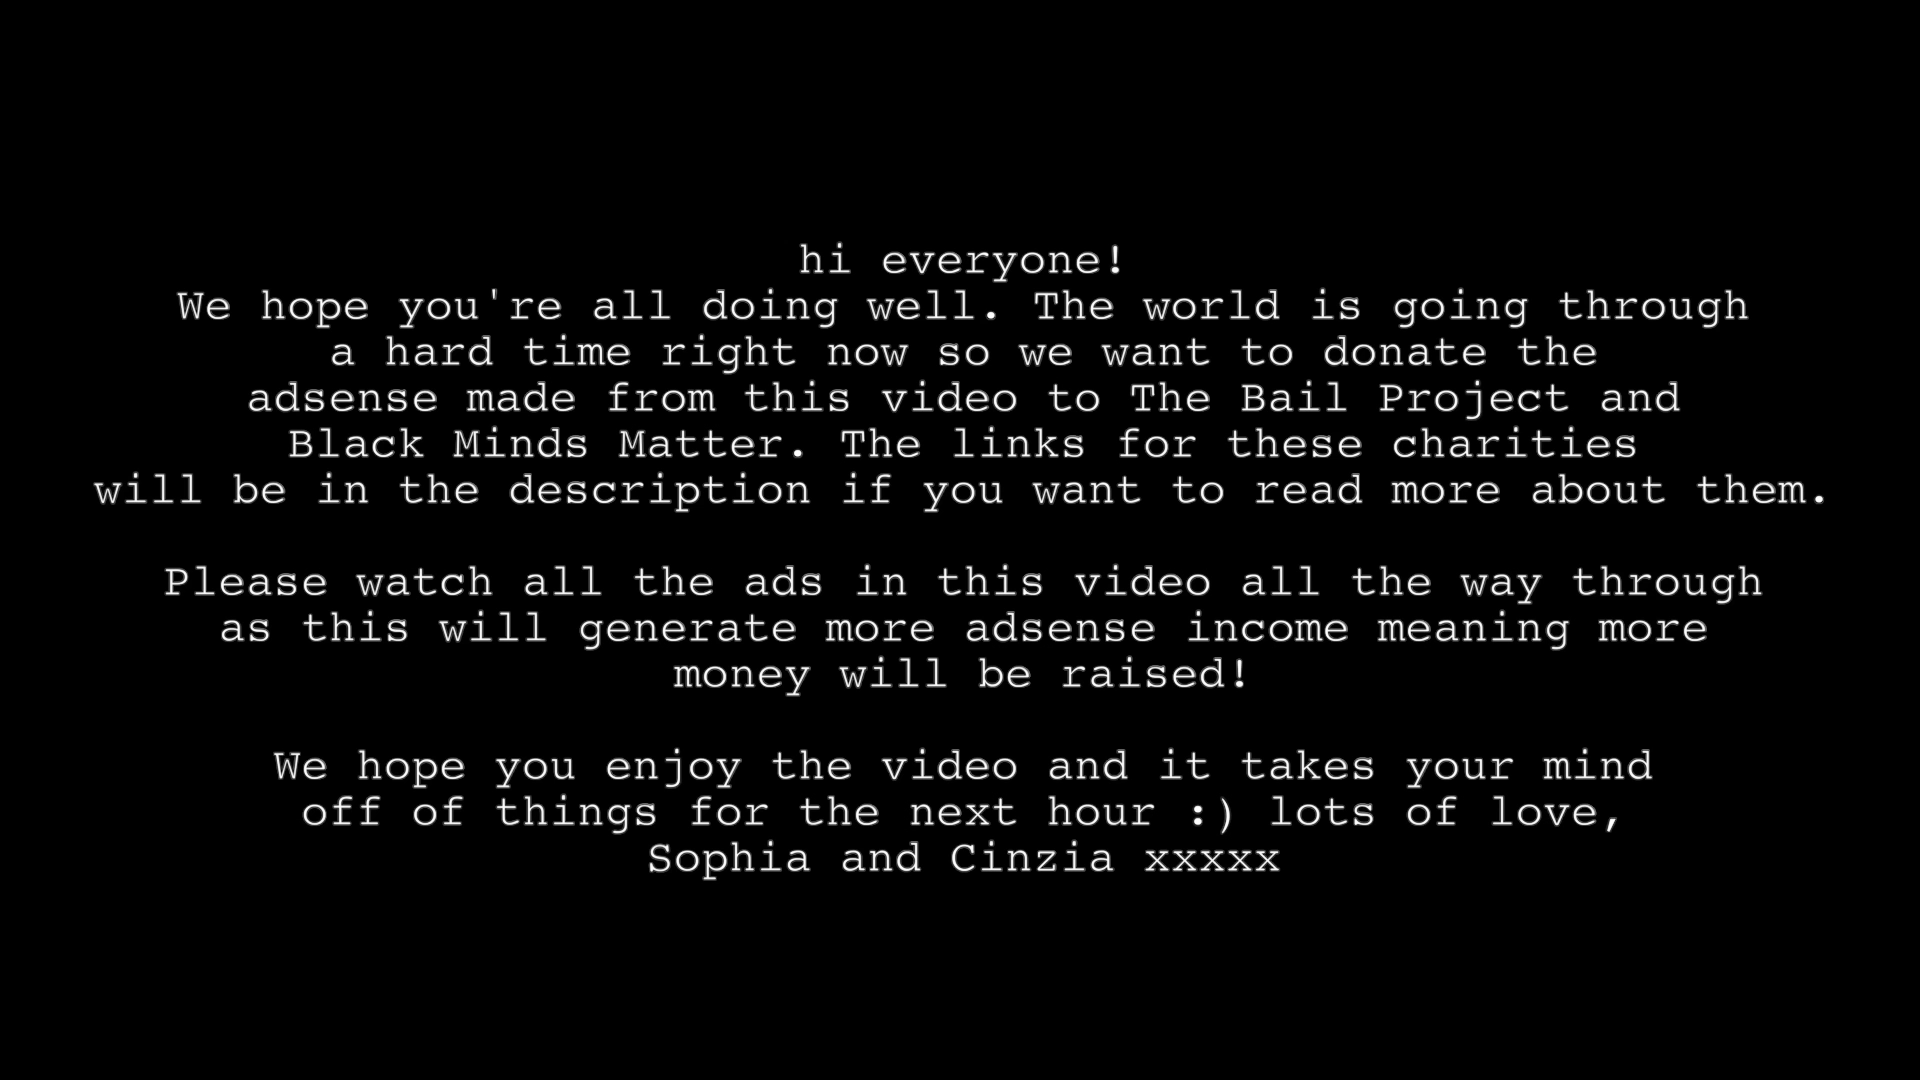 hi everyone!
We hope you're all doing well. The world is going through
a hard time right now so we want to donate the
adsense made from this video to The Bail Project and
Black Minds Matter. The links for these charities
will be in the description if you want to read more about them.
Please watch all the ads in this video all the way through
as this will generate more adsense income meaning more
money will be raised!
We hope you enjoy the video and it takes your mind
off of things for the next hour :) lots of love,
Sophia and Cinzia xxxxx